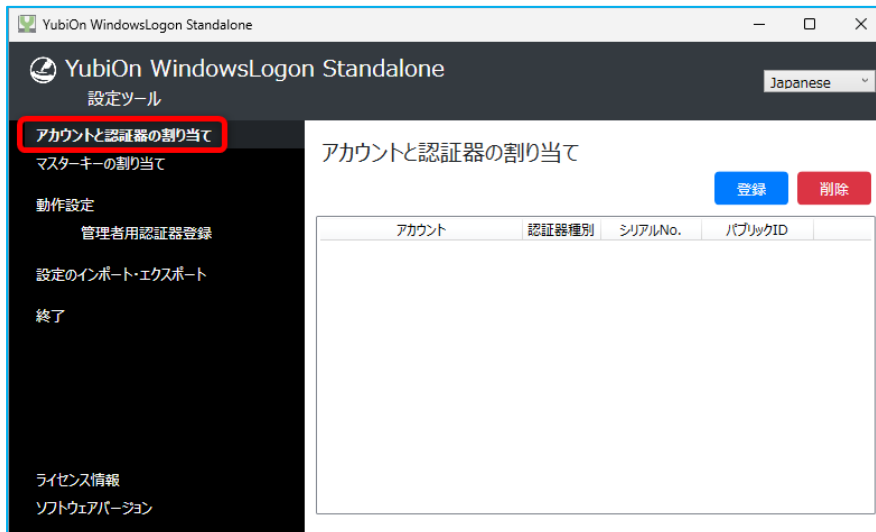 YubiOn WindowsLogon Standalone
YubiOn WindowsLogon Standalone
設定ツール
Japanese
アカウントと認証器の割り当て
マスターキーの割り当て
動作設定
管理者用認証器登録
設定のインポート・エクスポート
終了
ライセンス情報
ソフトウェアバージョン
アカウントと認証器の割り当て
登録 削除
アカウント 認証器種別 シリアルNo. パブリックID